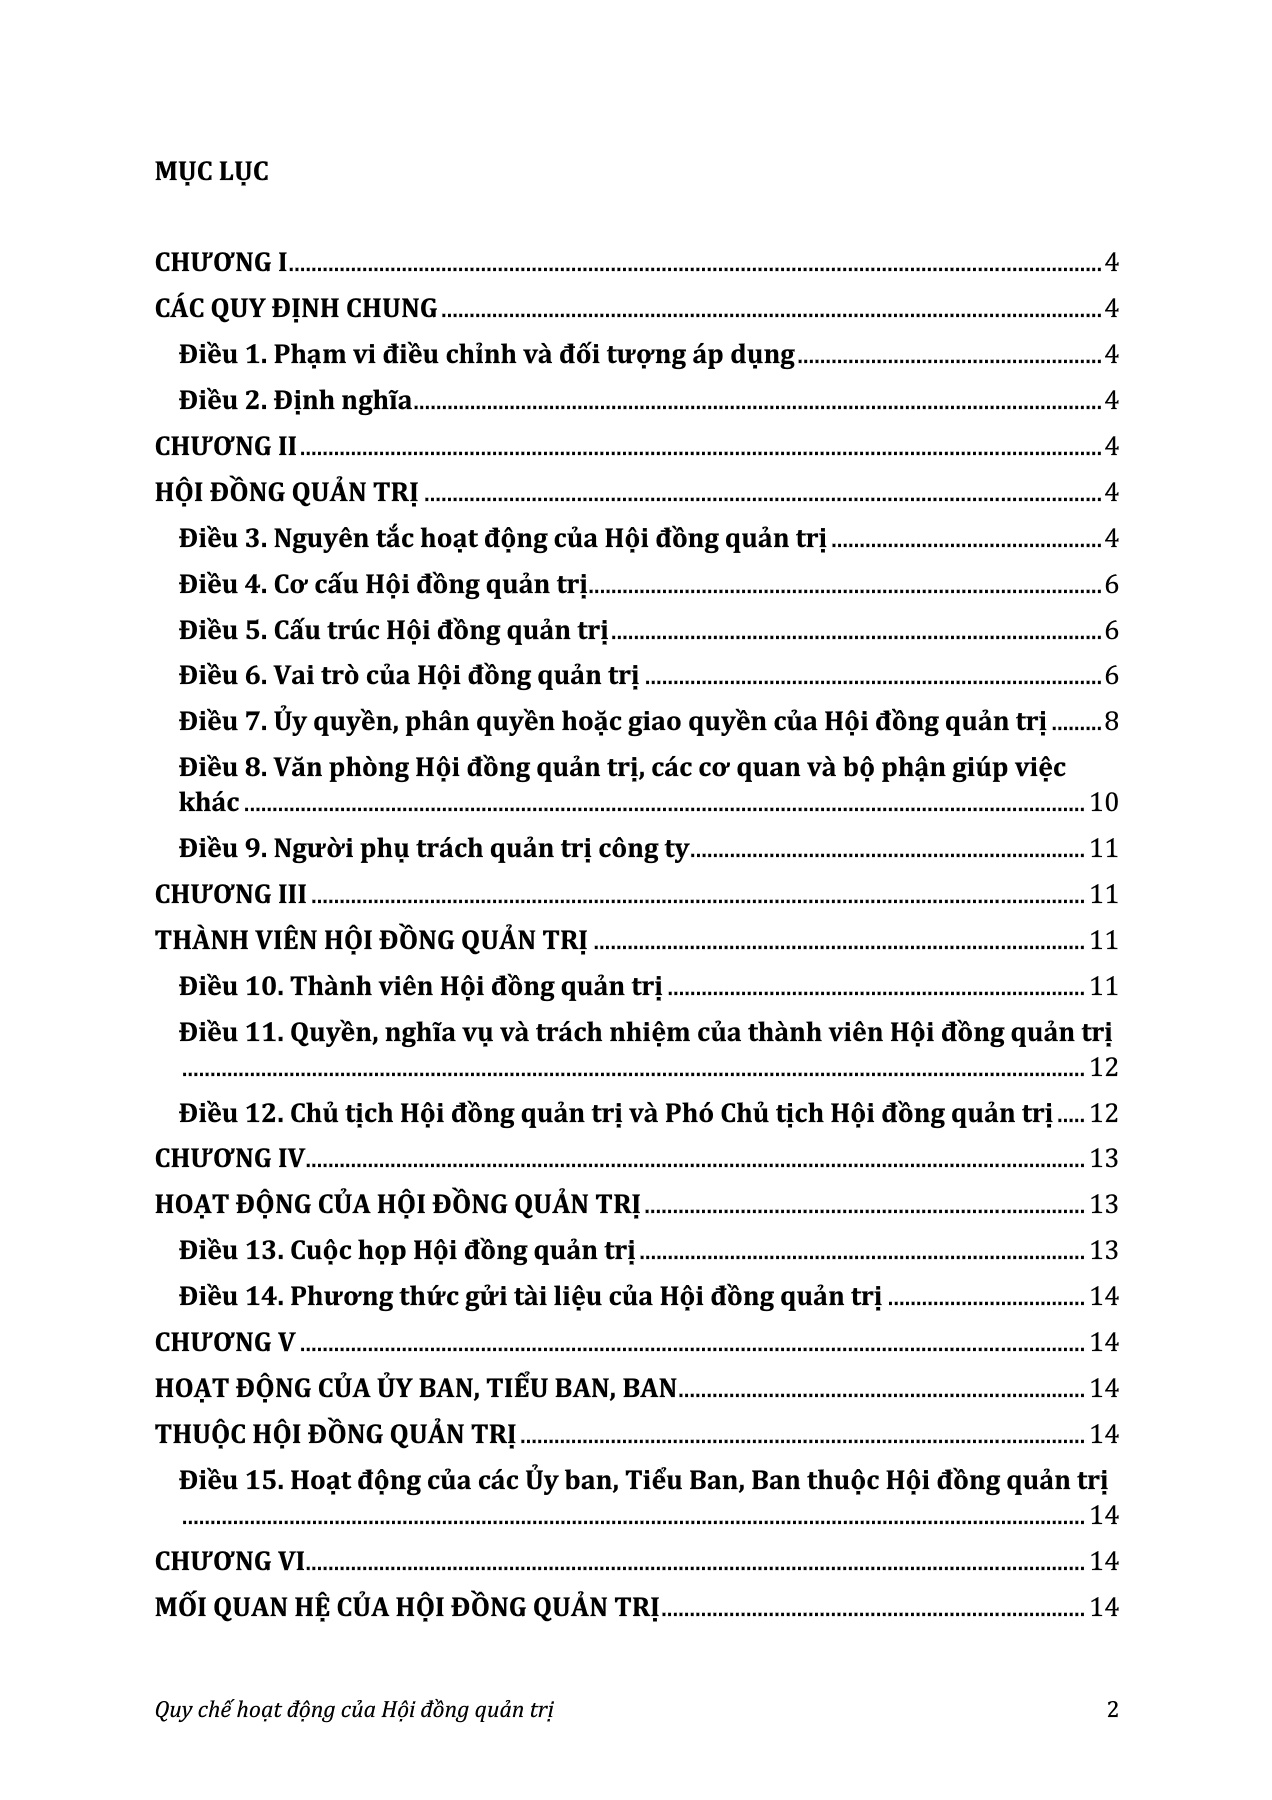 MỤC LỤC
CHƯƠNG I........ 4
CÁC QUY ĐỊNH CHUNG........ 4
Điều 1. Phạm vi điều chỉnh và đối tượng áp dụng........ 4
Điều 2. Định nghĩa........ 4
CHƯƠNG II........ 4
HỘI ĐỒNG QUẢN TRỊ........ 4
Điều 3. Nguyên tắc hoạt động của Hội đồng quản trị........ 4
Điều 4. Cơ cấu Hội đồng quản trị........ 6
Điều 5. Cấu trúc Hội đồng quản trị........ 6
Điều 6. Vai trò của Hội đồng quản trị........ 6
Điều 7. Ủy quyền, phân quyền hoặc giao quyền của Hội đồng quản trị........ 8
Điều 8. Văn phòng Hội đồng quản trị, các cơ quan và bộ phận giúp việc
khác........ 10
Điều 9. Người phụ trách quản trị công ty........ 11
CHƯƠNG III........ 11
THÀNH VIÊN HỘI ĐỒNG QUẢN TRỊ........ 11
Điều 10. Thành viên Hội đồng quản trị........ 11
Điều 11. Quyền, nghĩa vụ và trách nhiệm của thành viên Hội đồng quản trị
........ 12
Điều 12. Chủ tịch Hội đồng quản trị và Phó Chủ tịch Hội đồng quản trị..... 12
CHƯƠNG IV........ 13
HOẠT ĐỘNG CỦA HỘI ĐỒNG QUẢN TRỊ........ 13
Điều 13. Cuộc họp Hội đồng quản trị........ 13
Điều 14. Phương thức gửi tài liệu của Hội đồng quản trị........ 14
CHƯƠNG V........ 14
HOẠT ĐỘNG CỦA ỦY BAN, TIỂU BAN, BAN........ 14
THUỘC HỘI ĐỒNG QUẢN TRỊ........ 14
Điều 15. Hoạt động của các Ủy ban, Tiểu Ban, Ban thuộc Hội đồng quản trị
........ 14
CHƯƠNG VI........ 14
MỐI QUAN HỆ CỦA HỘI ĐỒNG QUẢN TRỊ........ 14
Quy chế hoạt động của Hội đồng quản trị 2